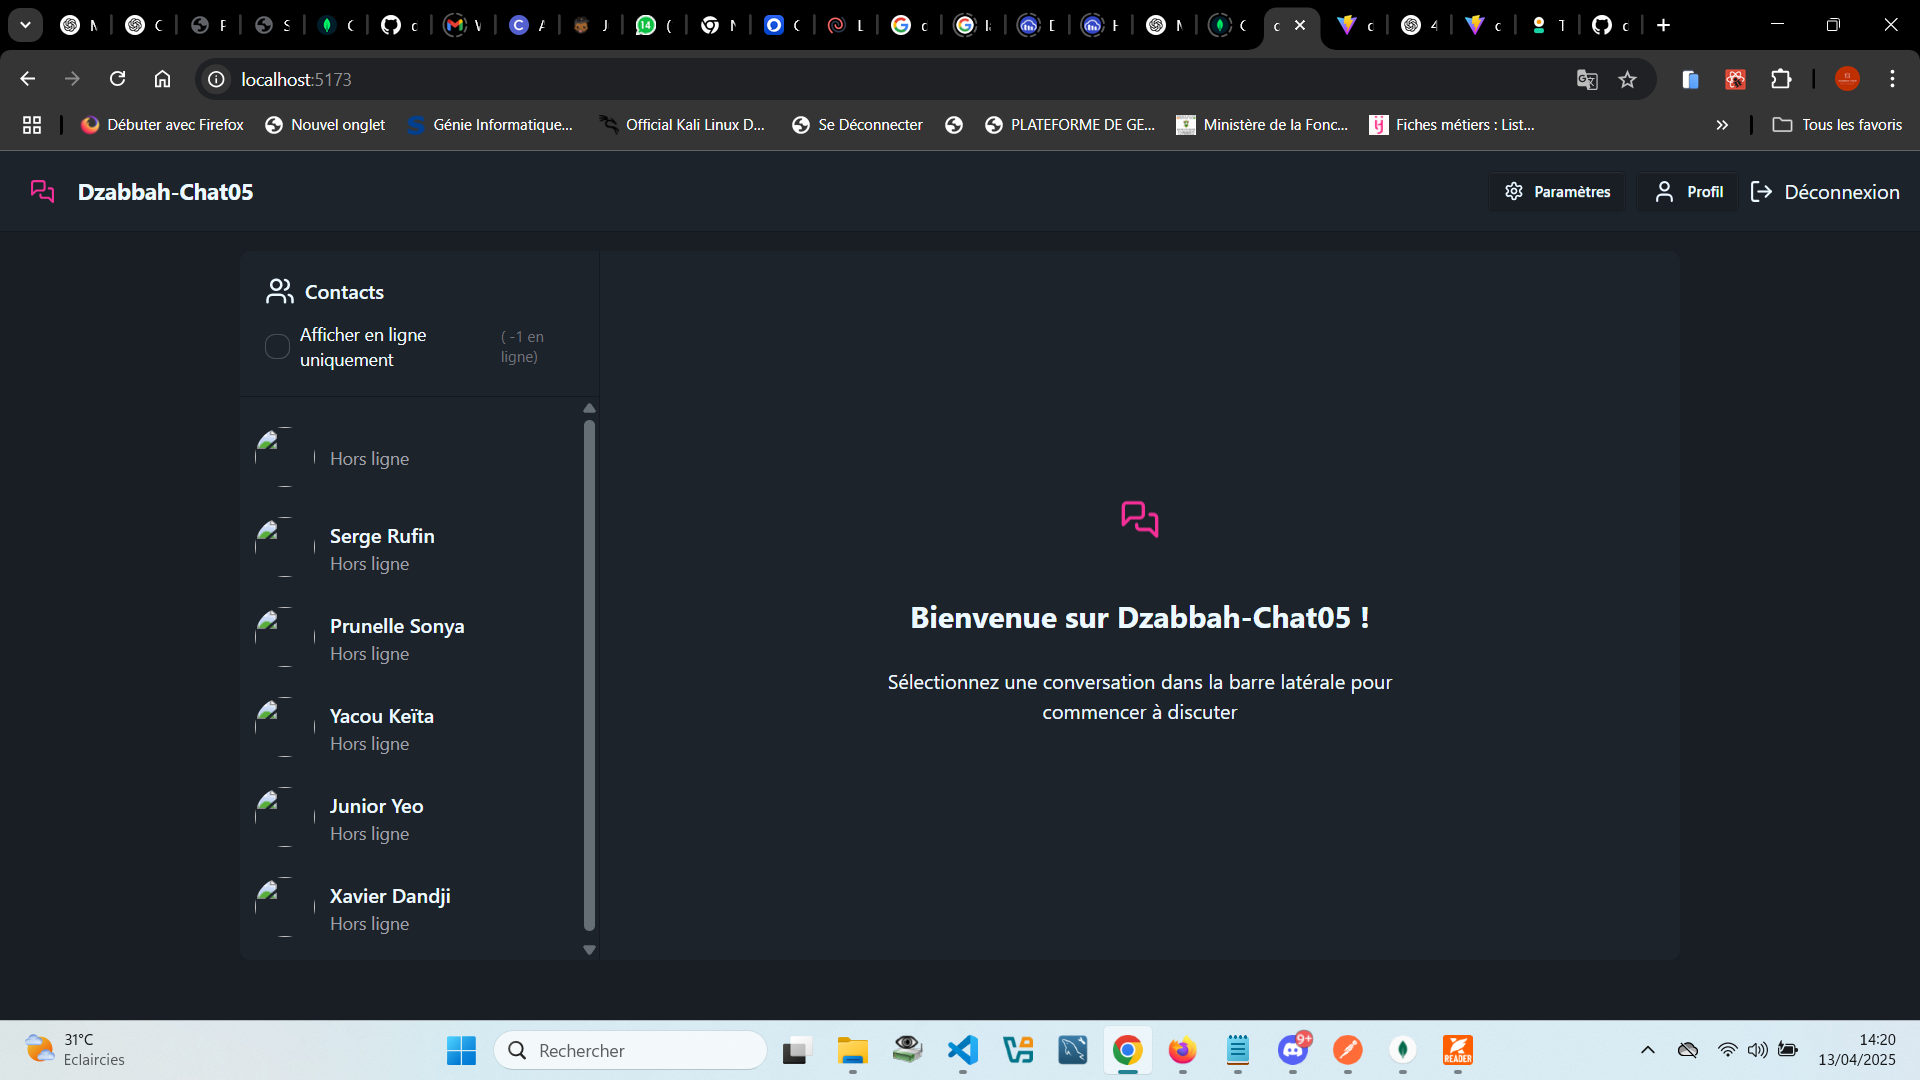 localhost:5173
Débuter avec Firefox
Nouvel onglet
Génie Informatique...
Official Kali Linux D...
Se Déconnecter
PLATEFORME DE GE...
Ministère de la Fonc...
Fiches métiers : List...
Tous les favoris
Dzabbah-Chat05
Paramètres
Profil
Déconnexion
Contacts
Afficher en ligne
uniquement
( -1 en
ligne)
Hors ligne
Serge Rufin
Hors ligne
Prunelle Sonya
Hors ligne
Yacou Keïta
Hors ligne
Junior Yeo
Hors ligne
Xavier Dandji
Hors ligne
Bienvenue sur Dzabbah-Chat05 !
Sélectionnez une conversation dans la barre latérale pour
commencer à discuter
31°C
Eclaircies
Rechercher
9+
READER
14:20
13/04/2025